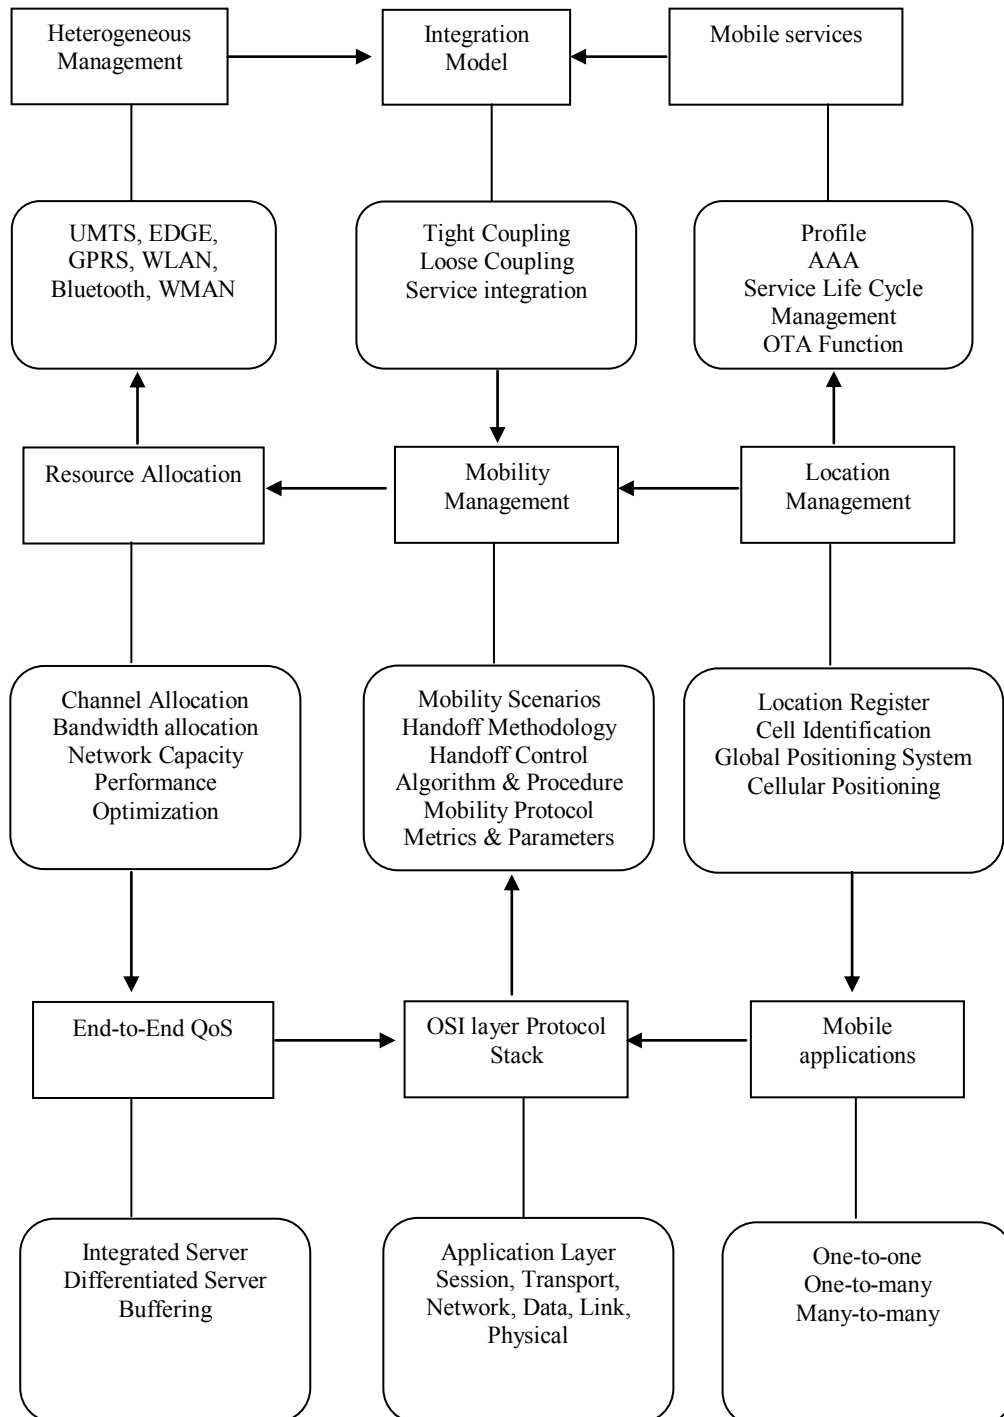 Heterogeneous
Management
Integration
Model
Mobile services
UMTS, EDGE,
GPRS, WLAN,
Bluetooth, WMAN
Tight Coupling
Loose Coupling
Service integration
Profile
AAA
Service Life Cycle
Management
OTA Function
Resource Allocation
Mobility
Management
Location
Management
Channel Allocation
Bandwidth allocation
Network Capacity
Performance
Optimization
Mobility Scenarios
Handoff Methodology
Handoff Control
Algorithm & Procedure
Mobility Protocol
Metrics & Parameters
Location Register
Cell Identification
Global Positioning System
Cellular Positioning
End-to-End QoS
OSI layer Protocol
Stack
Mobile
applications
Integrated Server
Differentiated Server
Buffering
Application Layer
Session, Transport,
Network, Data, Link,
Physical
One-to-one
One-to-many
Many-to-many